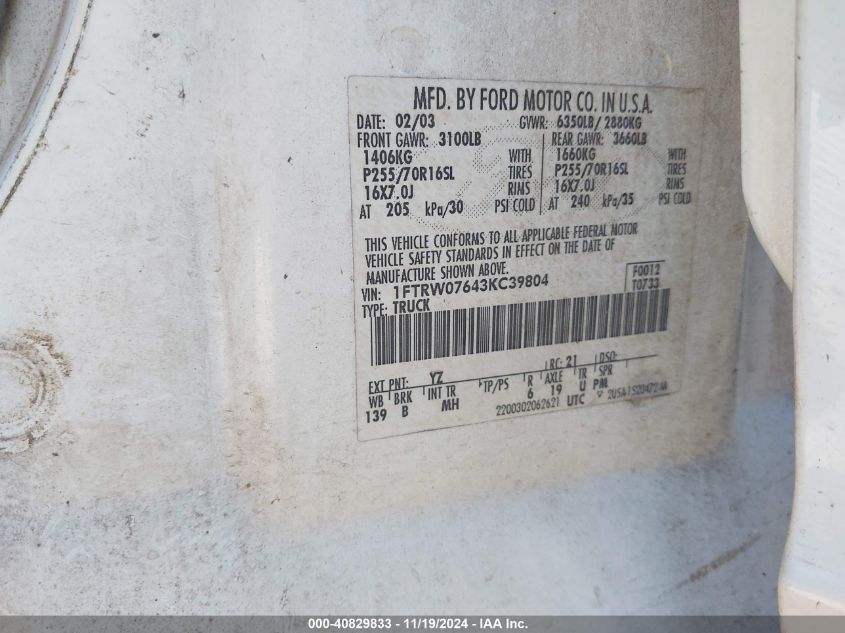 MFD. BY FORD MOTOR CO. IN U.S.A.
DATE: 02/03 GVWR: 6350LB/ 2880KG
FRONT GAWR: 3100LB REAR GAWR: 3660LB
1406KG WITH 1660KG WITH
P255/70R16SL TIRES P255/70R16SL TIRES
16X7.0J RIMS 16X7.0J RIMS
AT 205 kPa/30 PSI COLD AT 240 kPa/35 PSI COLD
THIS VEHICLE CONFORMS TO ALL APPLICABLE FEDERAL MOTOR
VEHICLE SAFETY STANDARDS IN EFFECT ON THE DATE OF
MANUFACTURE SHOWN ABOVE.
VIN: 1FTRW07643KC39804 F0012
TYPE: TRUCK T0733
EXT PNT: YZ RC: 21 DSO:
WB BRK INT TR TP/PS R AXLE TR SPR
139 B MH 6 19 U PM
2200302062621 UTC
000-40829833 - 11/19/2024 - IAA Inc.